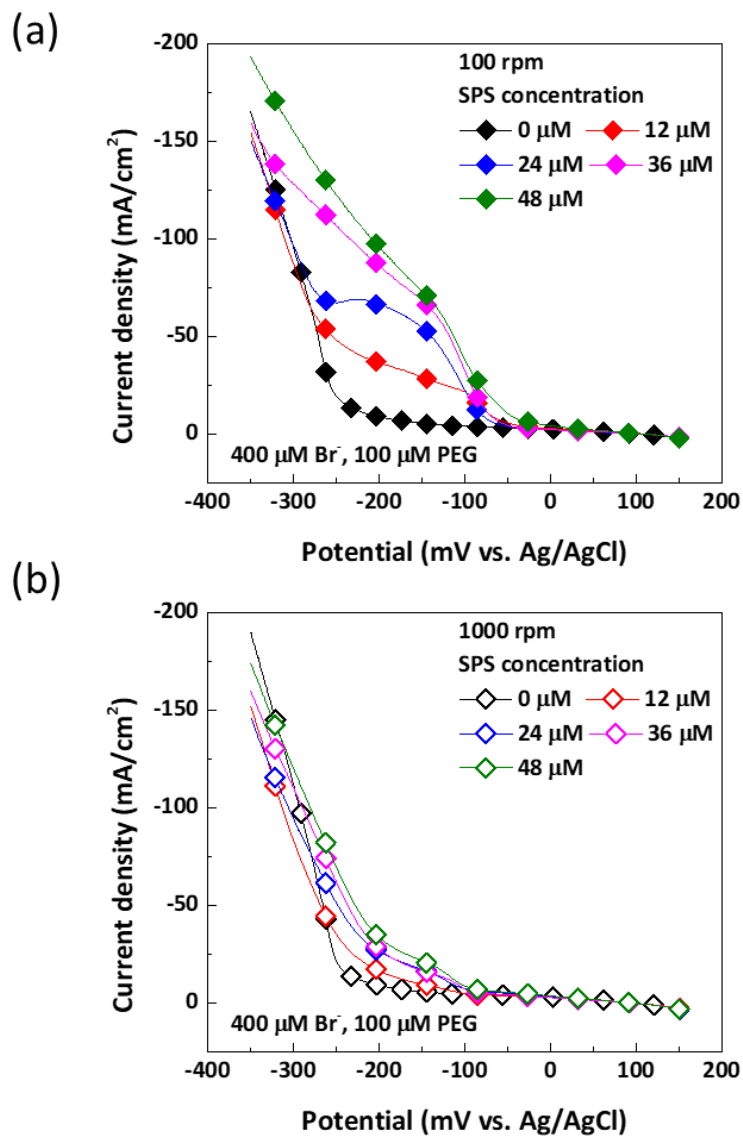 (a)
-200
-150
-100
-50
0
Current density (mA/cm²)
100 rpm
SPS concentration
0 μM 12 μM
24 μM 36 μM
48 μM
400 μM Br⁻, 100 μM PEG
-400 -300 -200 -100 0 100 200
Potential (mV vs. Ag/AgCl)
(b)
-200
-150
-100
-50
0
Current density (mA/cm²)
1000 rpm
SPS concentration
0 μM 12 μM
24 μM 36 μM
48 μM
400 μM Br⁻, 100 μM PEG
-400 -300 -200 -100 0 100 200
Potential (mV vs. Ag/AgCl)